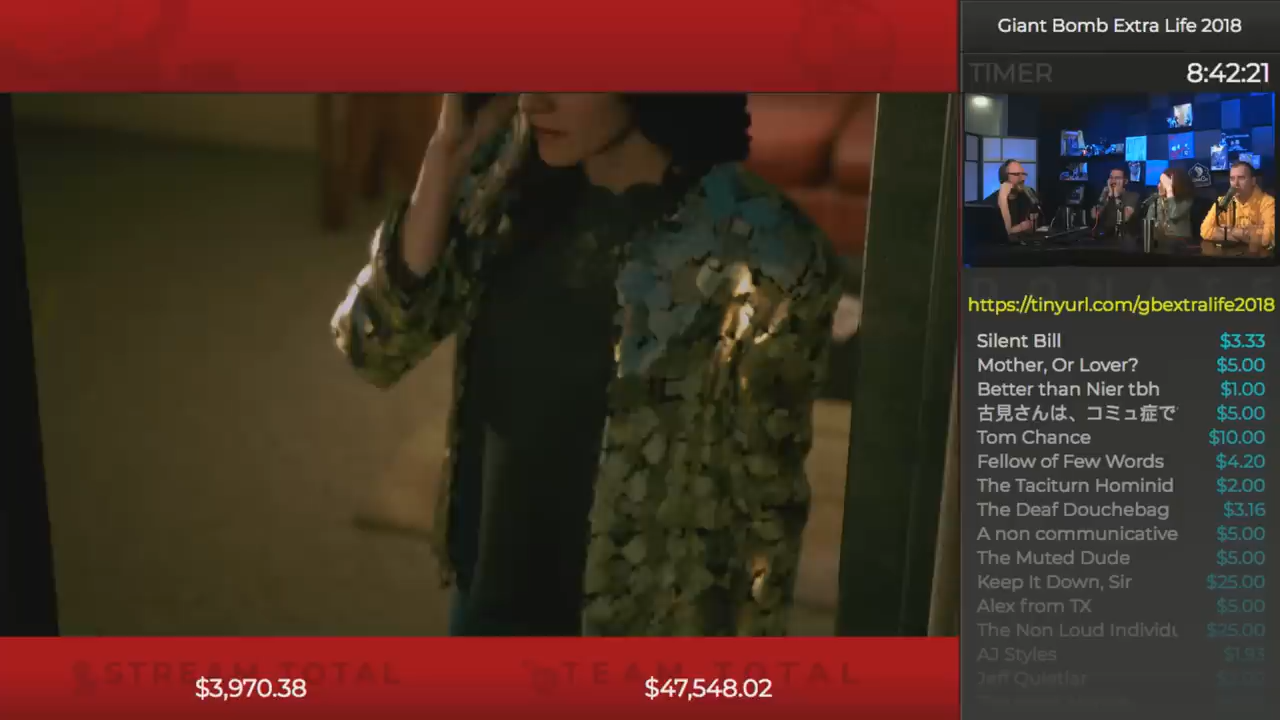 Giant Bomb Extra Life 2018
TIMER 8:42:21
https://tinyurl.com/gbextralife2018
Silent Bill $3.33
Mother, Or Lover? $5.00
Better than Nier tbh $1.00
古見さんは、コミュ症で $5.00
Tom Chance $10.00
Fellow of Few Words $4.20
The Taciturn Hominid $2.00
The Deaf Douchebag $3.16
A non communicative $5.00
The Muted Dude $5.00
Keep It Down, Sir $25.00
Alex from TX $5.00
The Non Loud Individu $25.00
AJ Styles $1.93
Jeff Quietlar
STREAM TOTAL
$3,970.38
TEAM TOTAL
$47,548.02